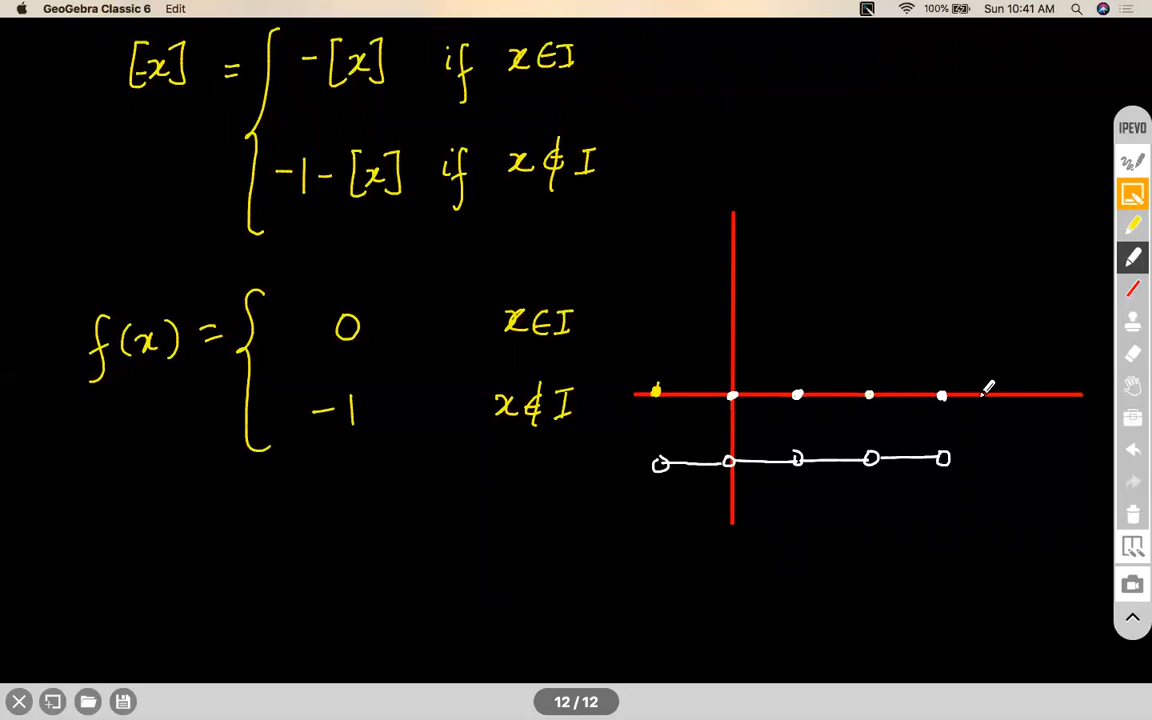 GeoGebra Classic 6 Edit 100% Sun 10:41 AM
[-x] = { -[x] if x∈I
-1-[x] if x∉I
IPEVO
f(x) = { 0 x∈I
-1 x∉I
12 / 12